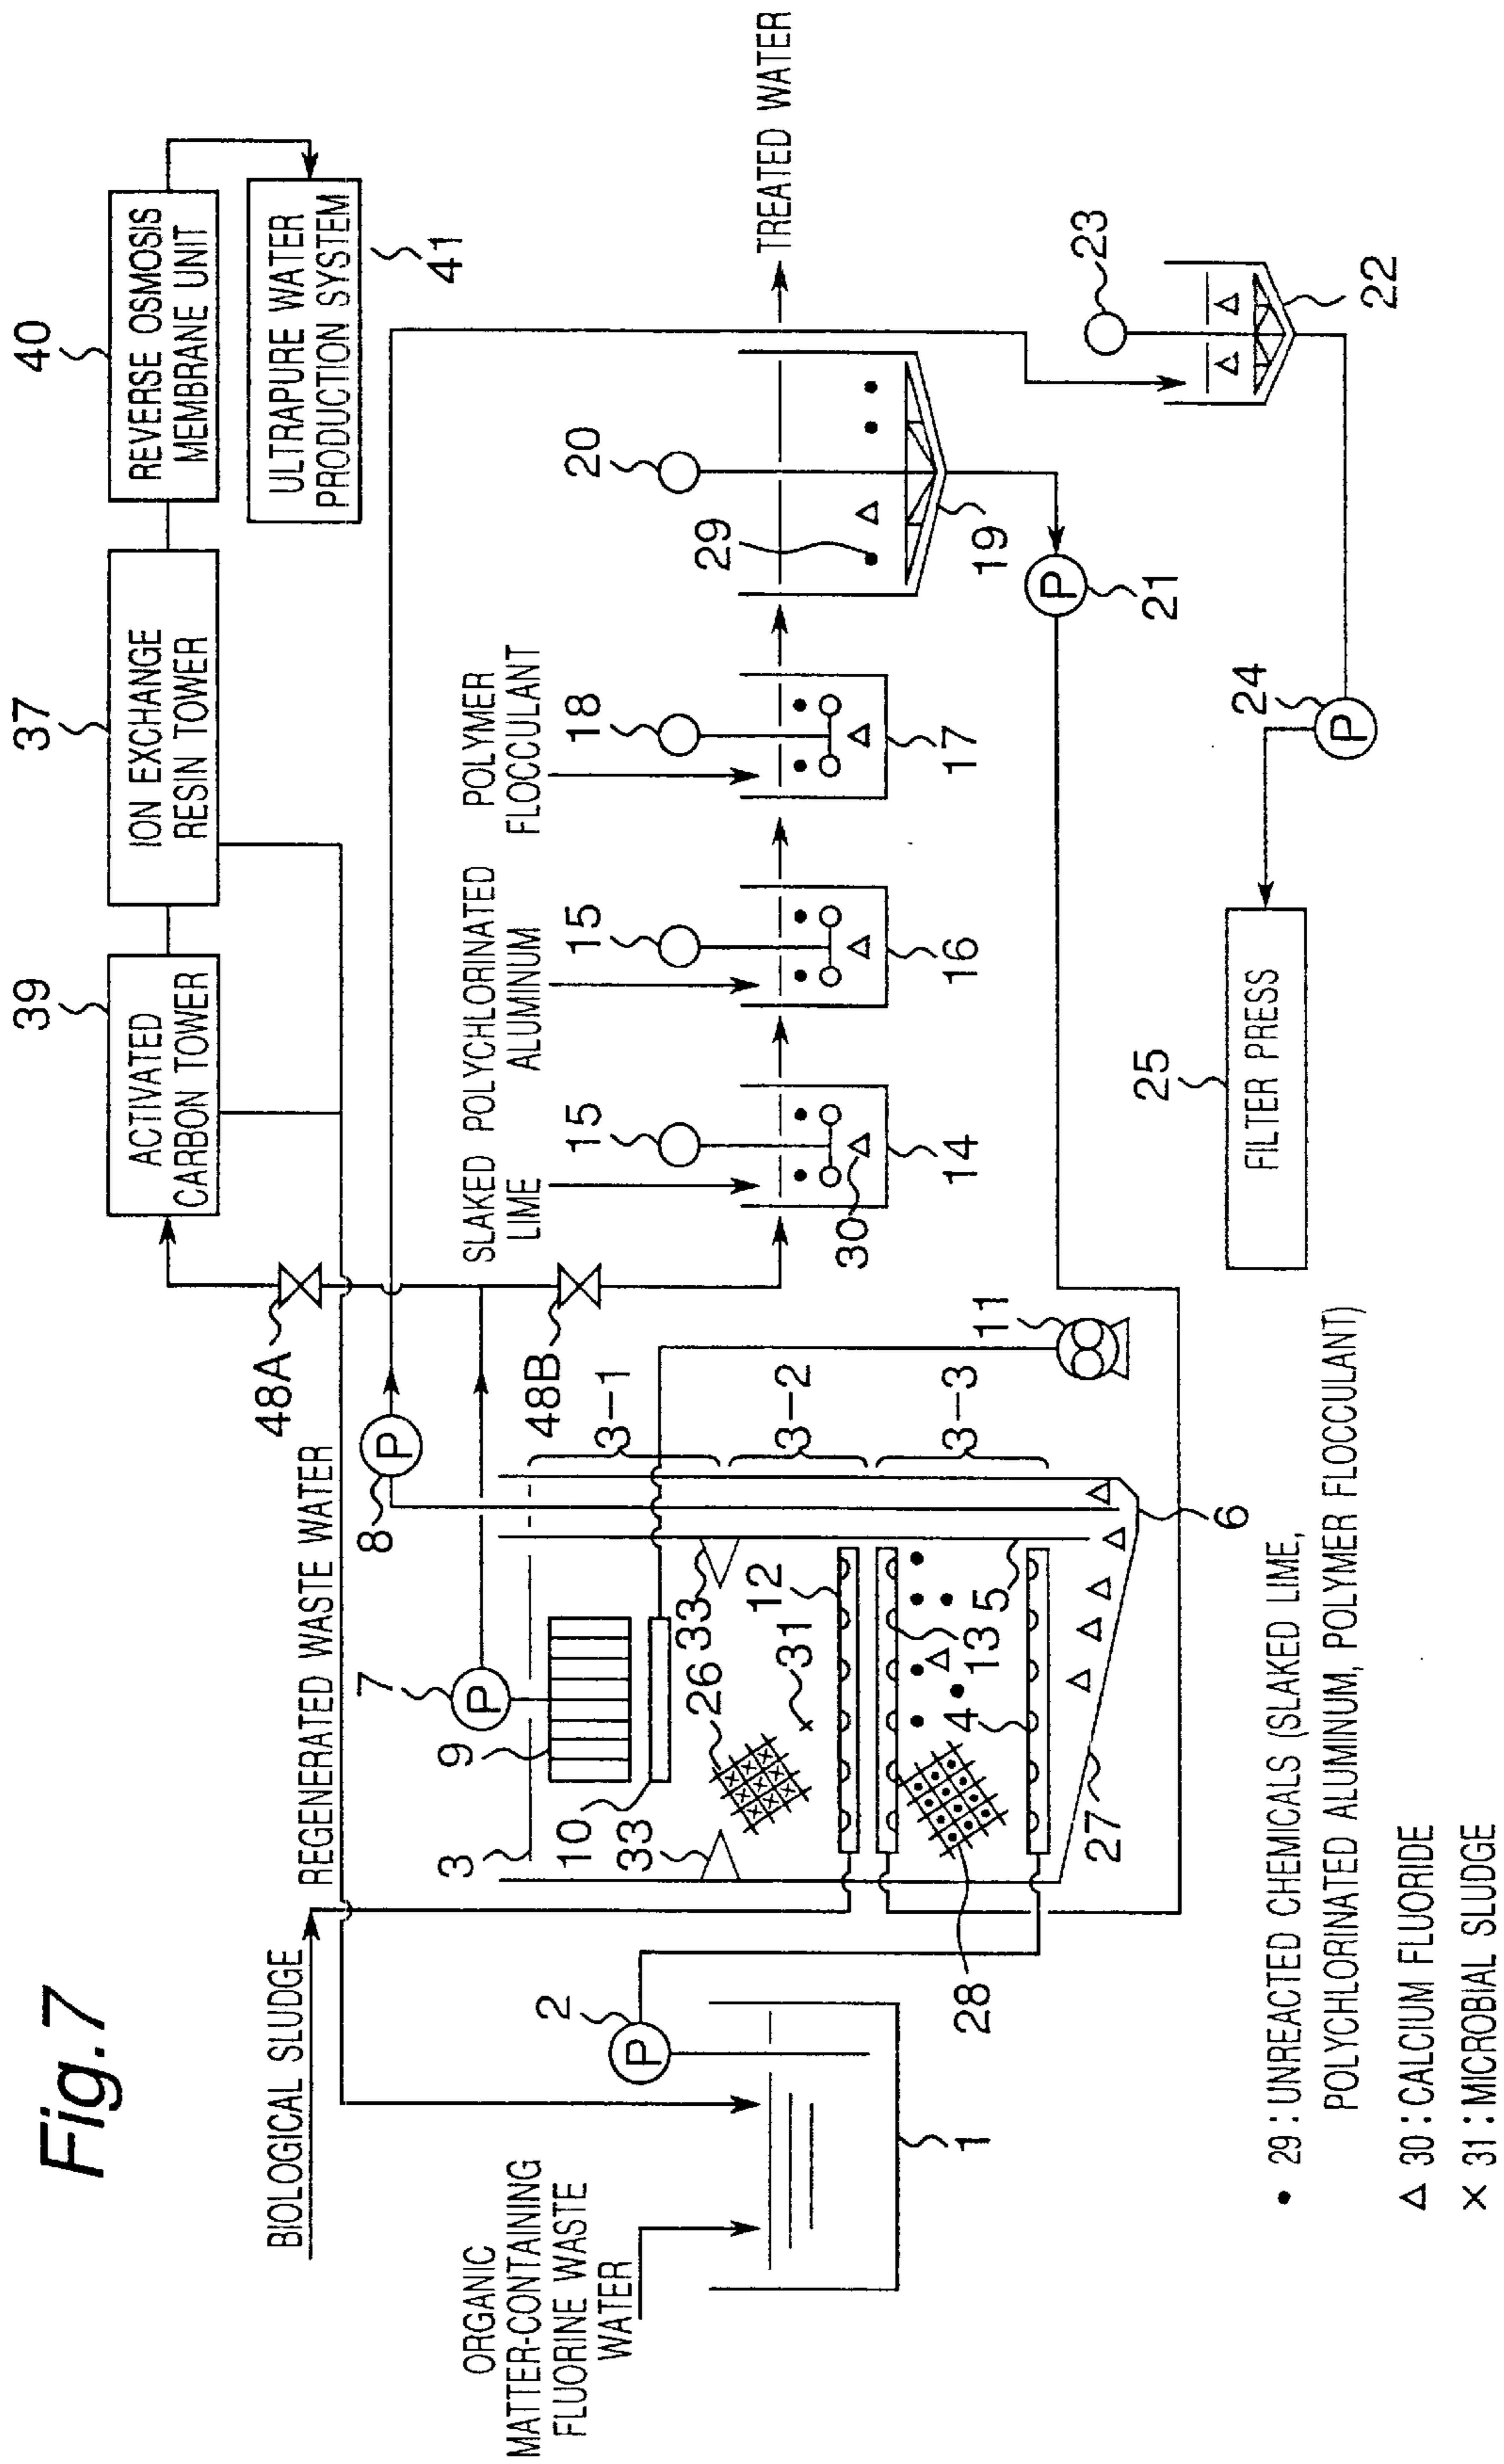 Fig.7
BIOLOGICAL SLUDGE
REGENERATED WASTE WATER
ORGANIC
MATTER-CONTAINING
FLUORINE WASTE
WATER
39
ACTIVATED
CARBON TOWER
37
ION EXCHANGE
RESIN TOWER
40
REVERSE OSMOSIS
MEMBRANE UNIT
ULTRAPURE WATER
PRODUCTION SYSTEM
41
48A
48B
P
8
P
7
P
2
1
3
9
10
33
33
26
31
12
13
5
4
28
27
6
3-1
3-2
3-3
11
SLAKED
LIME
POLYCHLORINATED
ALUMINUM
POLYMER
FLOCCULANT
15
15
18
20
30
14
16
17
29
19
TREATED WATER
P
21
23
22
24
P
25
FILTER PRESS
● 29 : UNREACTED CHEMICALS (SLAKED LIME,
POLYCHLORINATED ALUMINUM, POLYMER FLOCCULANT)
△ 30 : CALCIUM FLUORIDE
× 31 : MICROBIAL SLUDGE